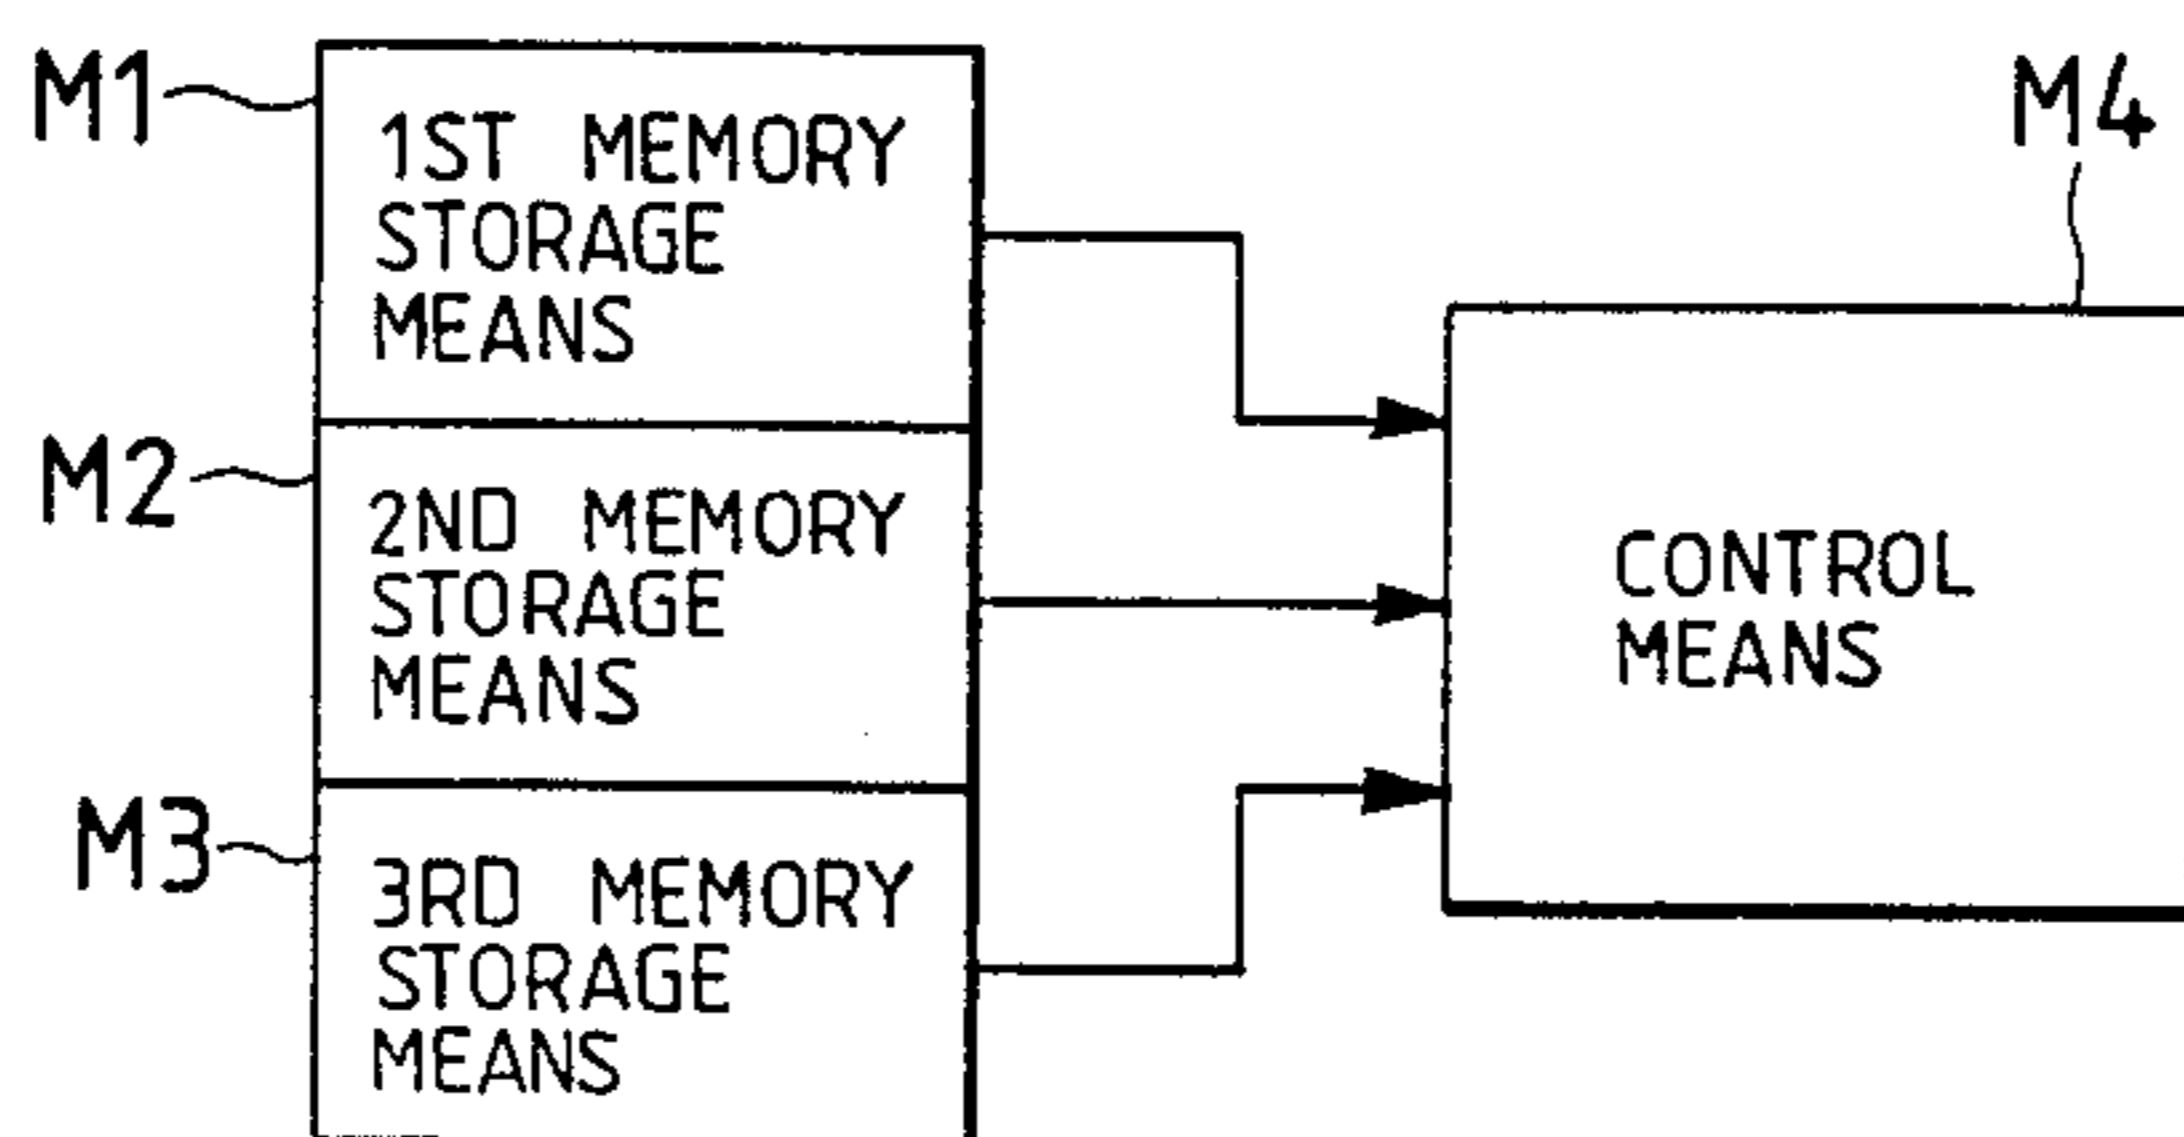 M1
1ST MEMORY
STORAGE
MEANS
M2
2ND MEMORY
STORAGE
MEANS
M3
3RD MEMORY
STORAGE
MEANS
M4
CONTROL
MEANS